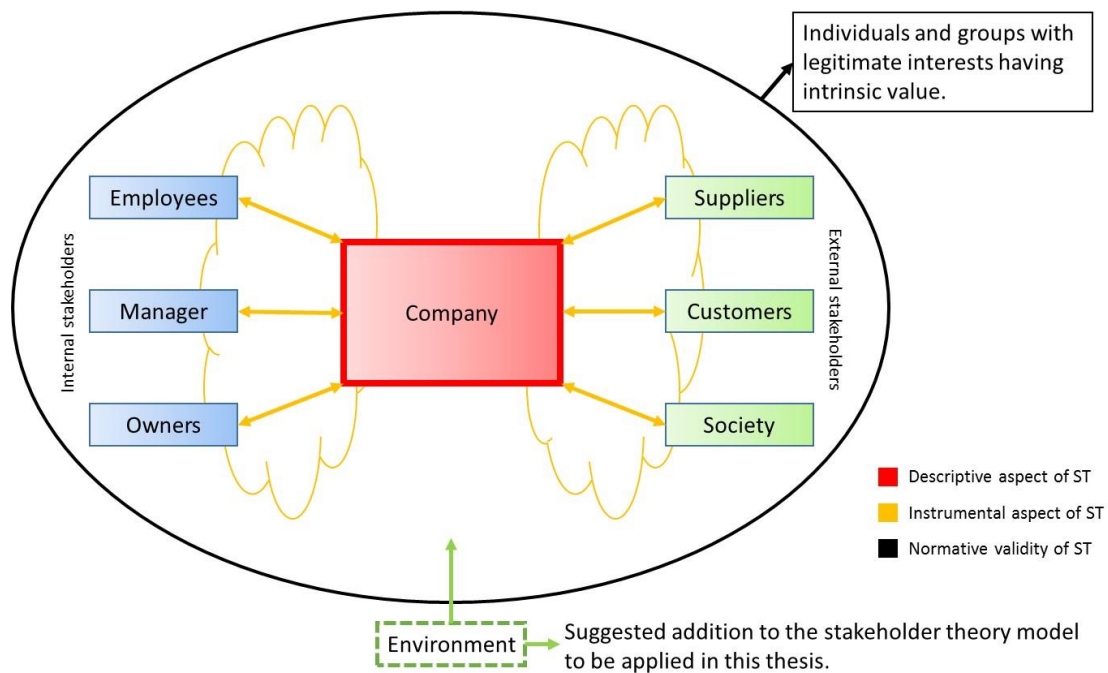 Individuals and groups with
legitimate interests having
intrinsic value.
Employees
Suppliers
Internal stakeholders
Manager
Company
Customers
External stakeholders
Owners
Society
Descriptive aspect of ST
Instrumental aspect of ST
Normative validity of ST
Environment
Suggested addition to the stakeholder theory model
to be applied in this thesis.